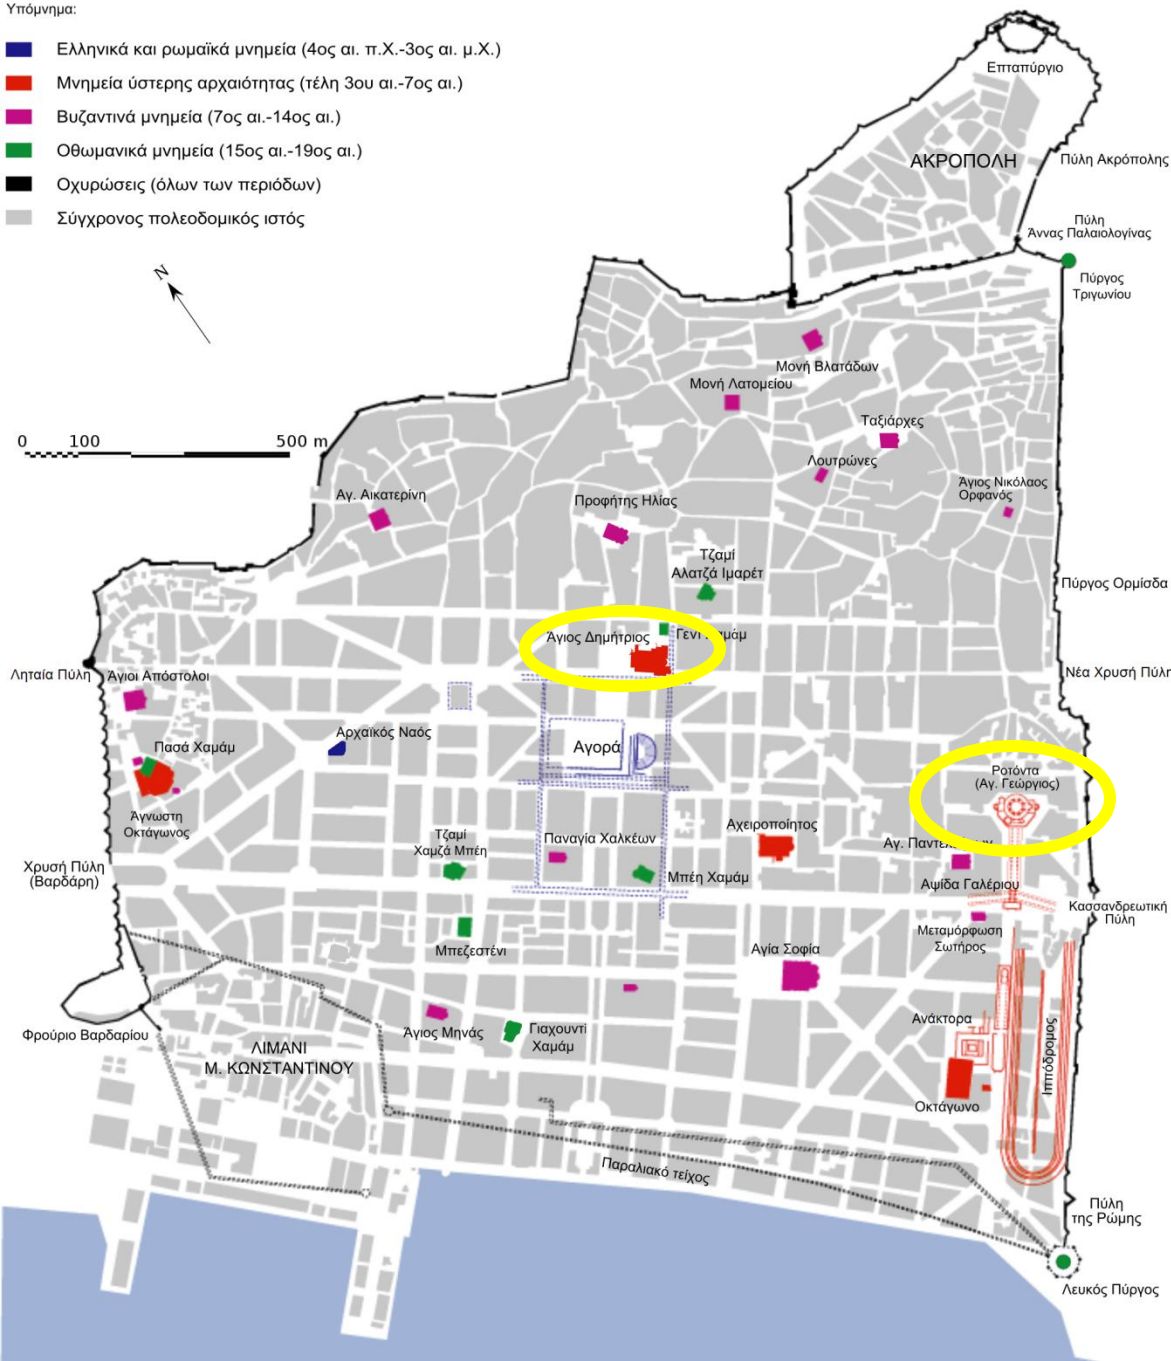 Υπόμνημα:
Ελληνικά και ρωμαϊκά μνημεία (4ος αι. π.Χ.-3ος αι. μ.Χ.)
Μνημεία ύστερης αρχαιότητας (τέλη 3ου αι.-7ος αι.)
Βυζαντινά μνημεία (7ος αι.-14ος αι.)
Οθωμανικά μνημεία (15ος αι.-19ος αι.)
Οχυρώσεις (όλων των περιόδων)
Σύγχρονος πολεοδομικός ιστός
N
0 100 500 m
Επταπύργιο
ΑΚΡΟΠΟΛΗ
Πύλη Ακρόπολης
Πύλη
Άννας Παλαιολογίνας
Πύργος
Τριγωνίου
Μονή Βλατάδων
Μονή Λατομείου
Ταξιάρχες
Λουτρώνες
Άγιος Νικόλαος
Ορφανός
Αγ. Αικατερίνη
Προφήτης Ηλίας
Τζαμί
Αλατζά Ιμαρέτ
Πύργος Ορμίσδα
Άγιος Δημήτριος
Γενί Χαμάμ
Ληταία Πύλη
Άγιοι Απόστολοι
Νέα Χρυσή Πύλη
Πασά Χαμάμ
Αρχαϊκός Ναός
Αγορά
Ροτόντα
(Αγ. Γεώργιος)
Άγνωστη
Οκτάγωνος
Τζαμί
Χαμζά Μπέη
Παναγία Χαλκέων
Αχειροποίητος
Αγ. Παντελεήμων
Χρυσή Πύλη
(Βαρδάρη)
Μπέη Χαμάμ
Αψίδα Γαλέριου
Κασσανδρεωτική
Πύλη
Μεταμόρφωση
Σωτήρος
Μπεζεστένι
Αγία Σοφία
Ανάκτορα
Φρούριο Βαρδαρίου
Άγιος Μηνάς
Γιαχουντί
Χαμάμ
ΛΙΜΑΝΙ
Μ. ΚΩΝΣΤΑΝΤΙΝΟΥ
Ιππόδρομος
Οκτάγωνο
Παραλιακό τείχος
Πύλη
της Ρώμης
Λευκός Πύργος